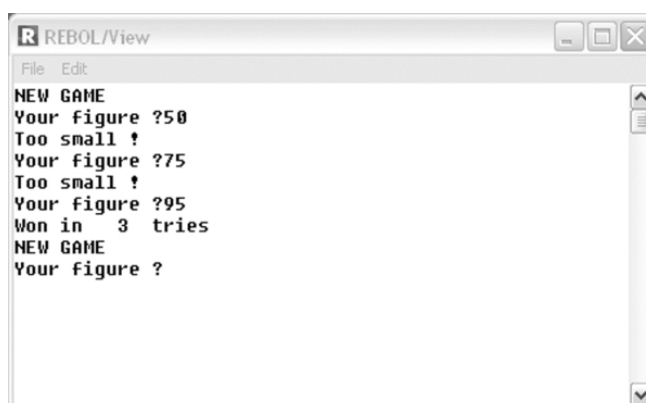 R REBOL/View
File Edit
NEW GAME
Your figure ?50
Too small !
Your figure ?75
Too small !
Your figure ?95
Won in 3 tries
NEW GAME
Your figure ?